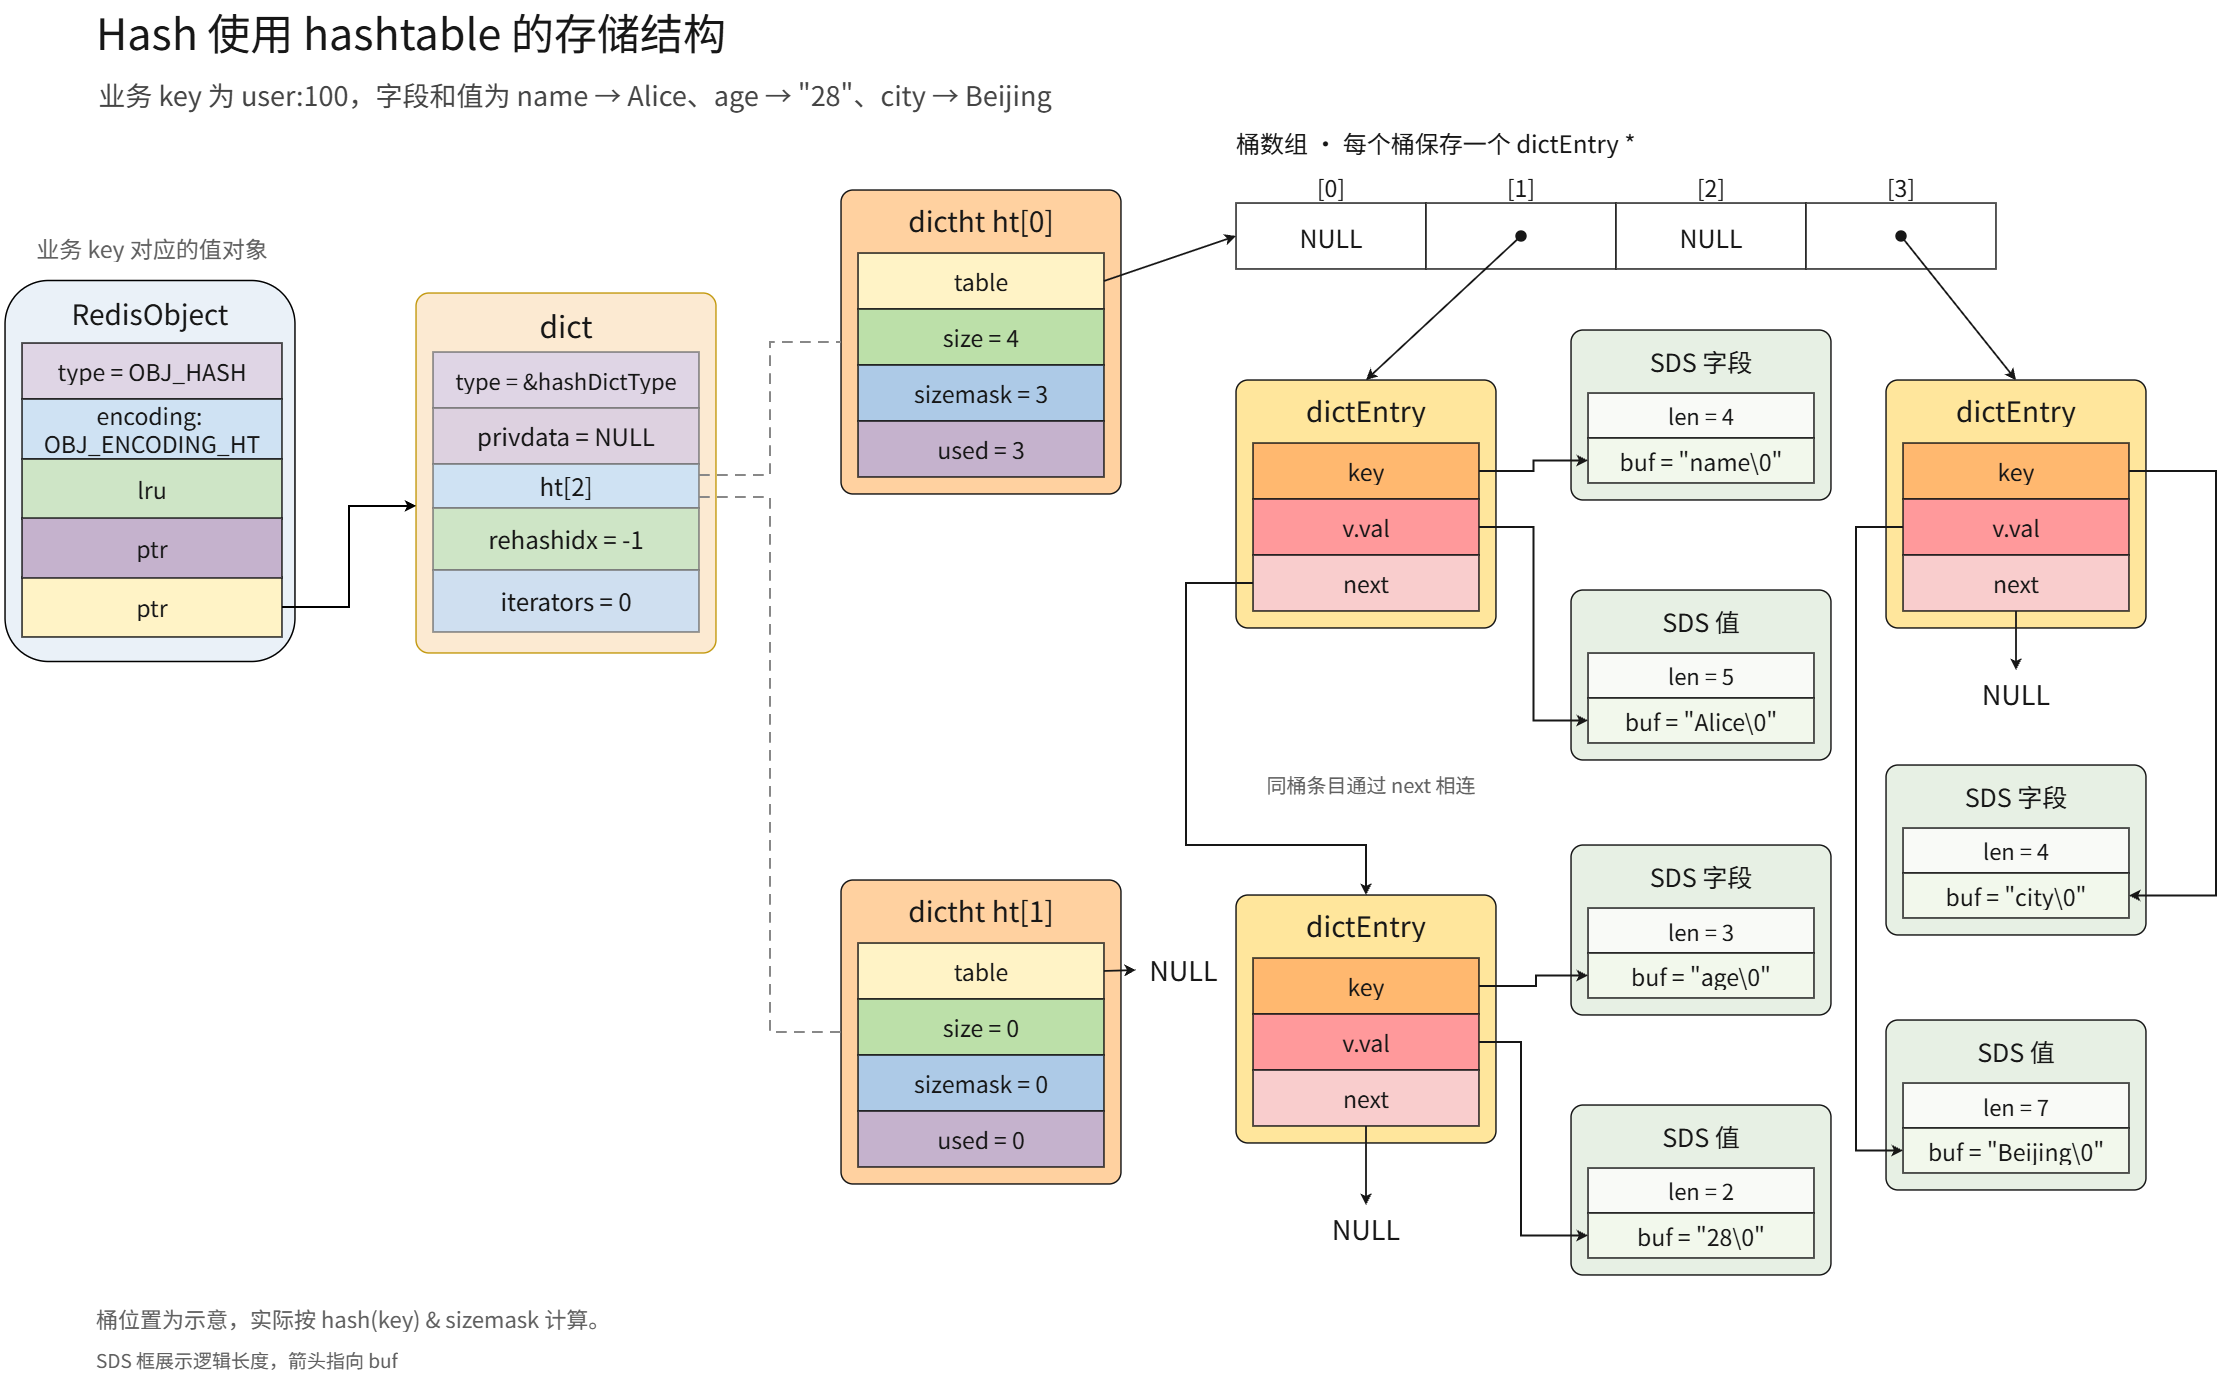 Hash 使用 hashtable 的存储结构
业务 key 为 user:100，字段和值为 name → Alice、age → "28"、city → Beijing
业务 key 对应的值对象
RedisObject
type = OBJ_HASH
encoding:
OBJ_ENCODING_HT
lru
ptr
ptr
dict
type = &hashDictType
privdata = NULL
ht[2]
rehashidx = -1
iterators = 0
dictht ht[0]
table
size = 4
sizemask = 3
used = 3
dictht ht[1]
table
size = 0
sizemask = 0
used = 0
NULL
桶数组 · 每个桶保存一个 dictEntry *
[0]
[1]
[2]
[3]
NULL
NULL
dictEntry
key
v.val
next
SDS 字段
len = 4
buf = "name\0"
SDS 值
len = 5
buf = "Alice\0"
同桶条目通过 next 相连
dictEntry
key
v.val
next
NULL
SDS 字段
len = 3
buf = "age\0"
SDS 值
len = 2
buf = "28\0"
dictEntry
key
v.val
next
NULL
SDS 字段
len = 4
buf = "city\0"
SDS 值
len = 7
buf = "Beijing\0"
桶位置为示意，实际按 hash(key) & sizemask 计算。
SDS 框展示逻辑长度，箭头指向 buf